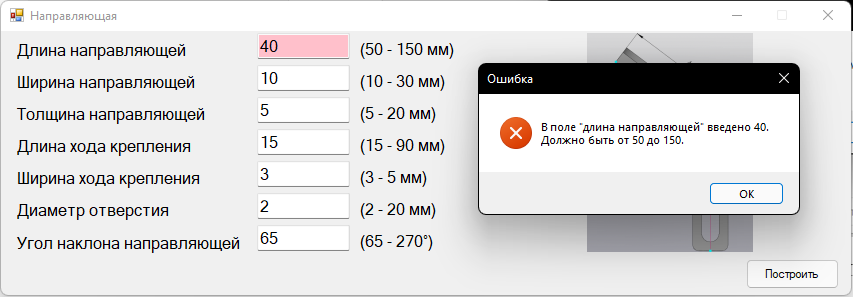 Направляющая
Длина направляющей 40 (50 - 150 мм)
Ширина направляющей 10 (10 - 30 мм)
Толщина направляющей 5 (5 - 20 мм)
Длина хода крепления 15 (15 - 90 мм)
Ширина хода крепления 3 (3 - 5 мм)
Диаметр отверстия 2 (2 - 20 мм)
Угол наклона направляющей 65 (65 - 270°)
Ошибка
В поле "длина направляющей" введено 40.
Должно быть от 50 до 150.
ОК
Построить